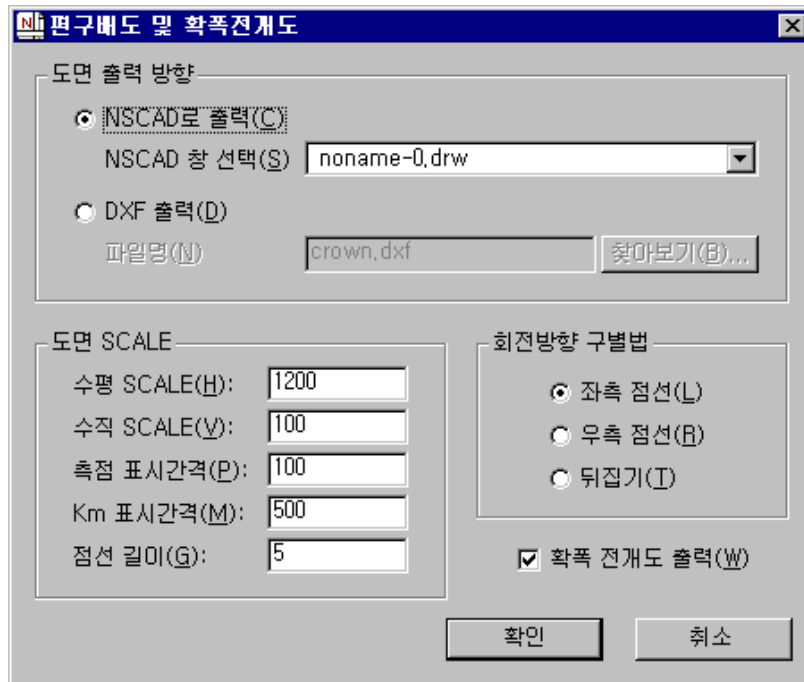 편구배도 및 확폭전개도
도면 출력 방향
NSCAD로 출력(C)
NSCAD 창 선택(S) noname-0.drw
DXF 출력(D)
파일명(N) crown.dxf 찾아보기(B)...
도면 SCALE
수평 SCALE(H): 1200
수직 SCALE(V): 100
측점 표시간격(P): 100
Km 표시간격(M): 500
점선 길이(G): 5
회전방향 구별법
좌측 점선(L)
우측 점선(R)
뒤집기(T)
확폭 전개도 출력(W)
확인 취소